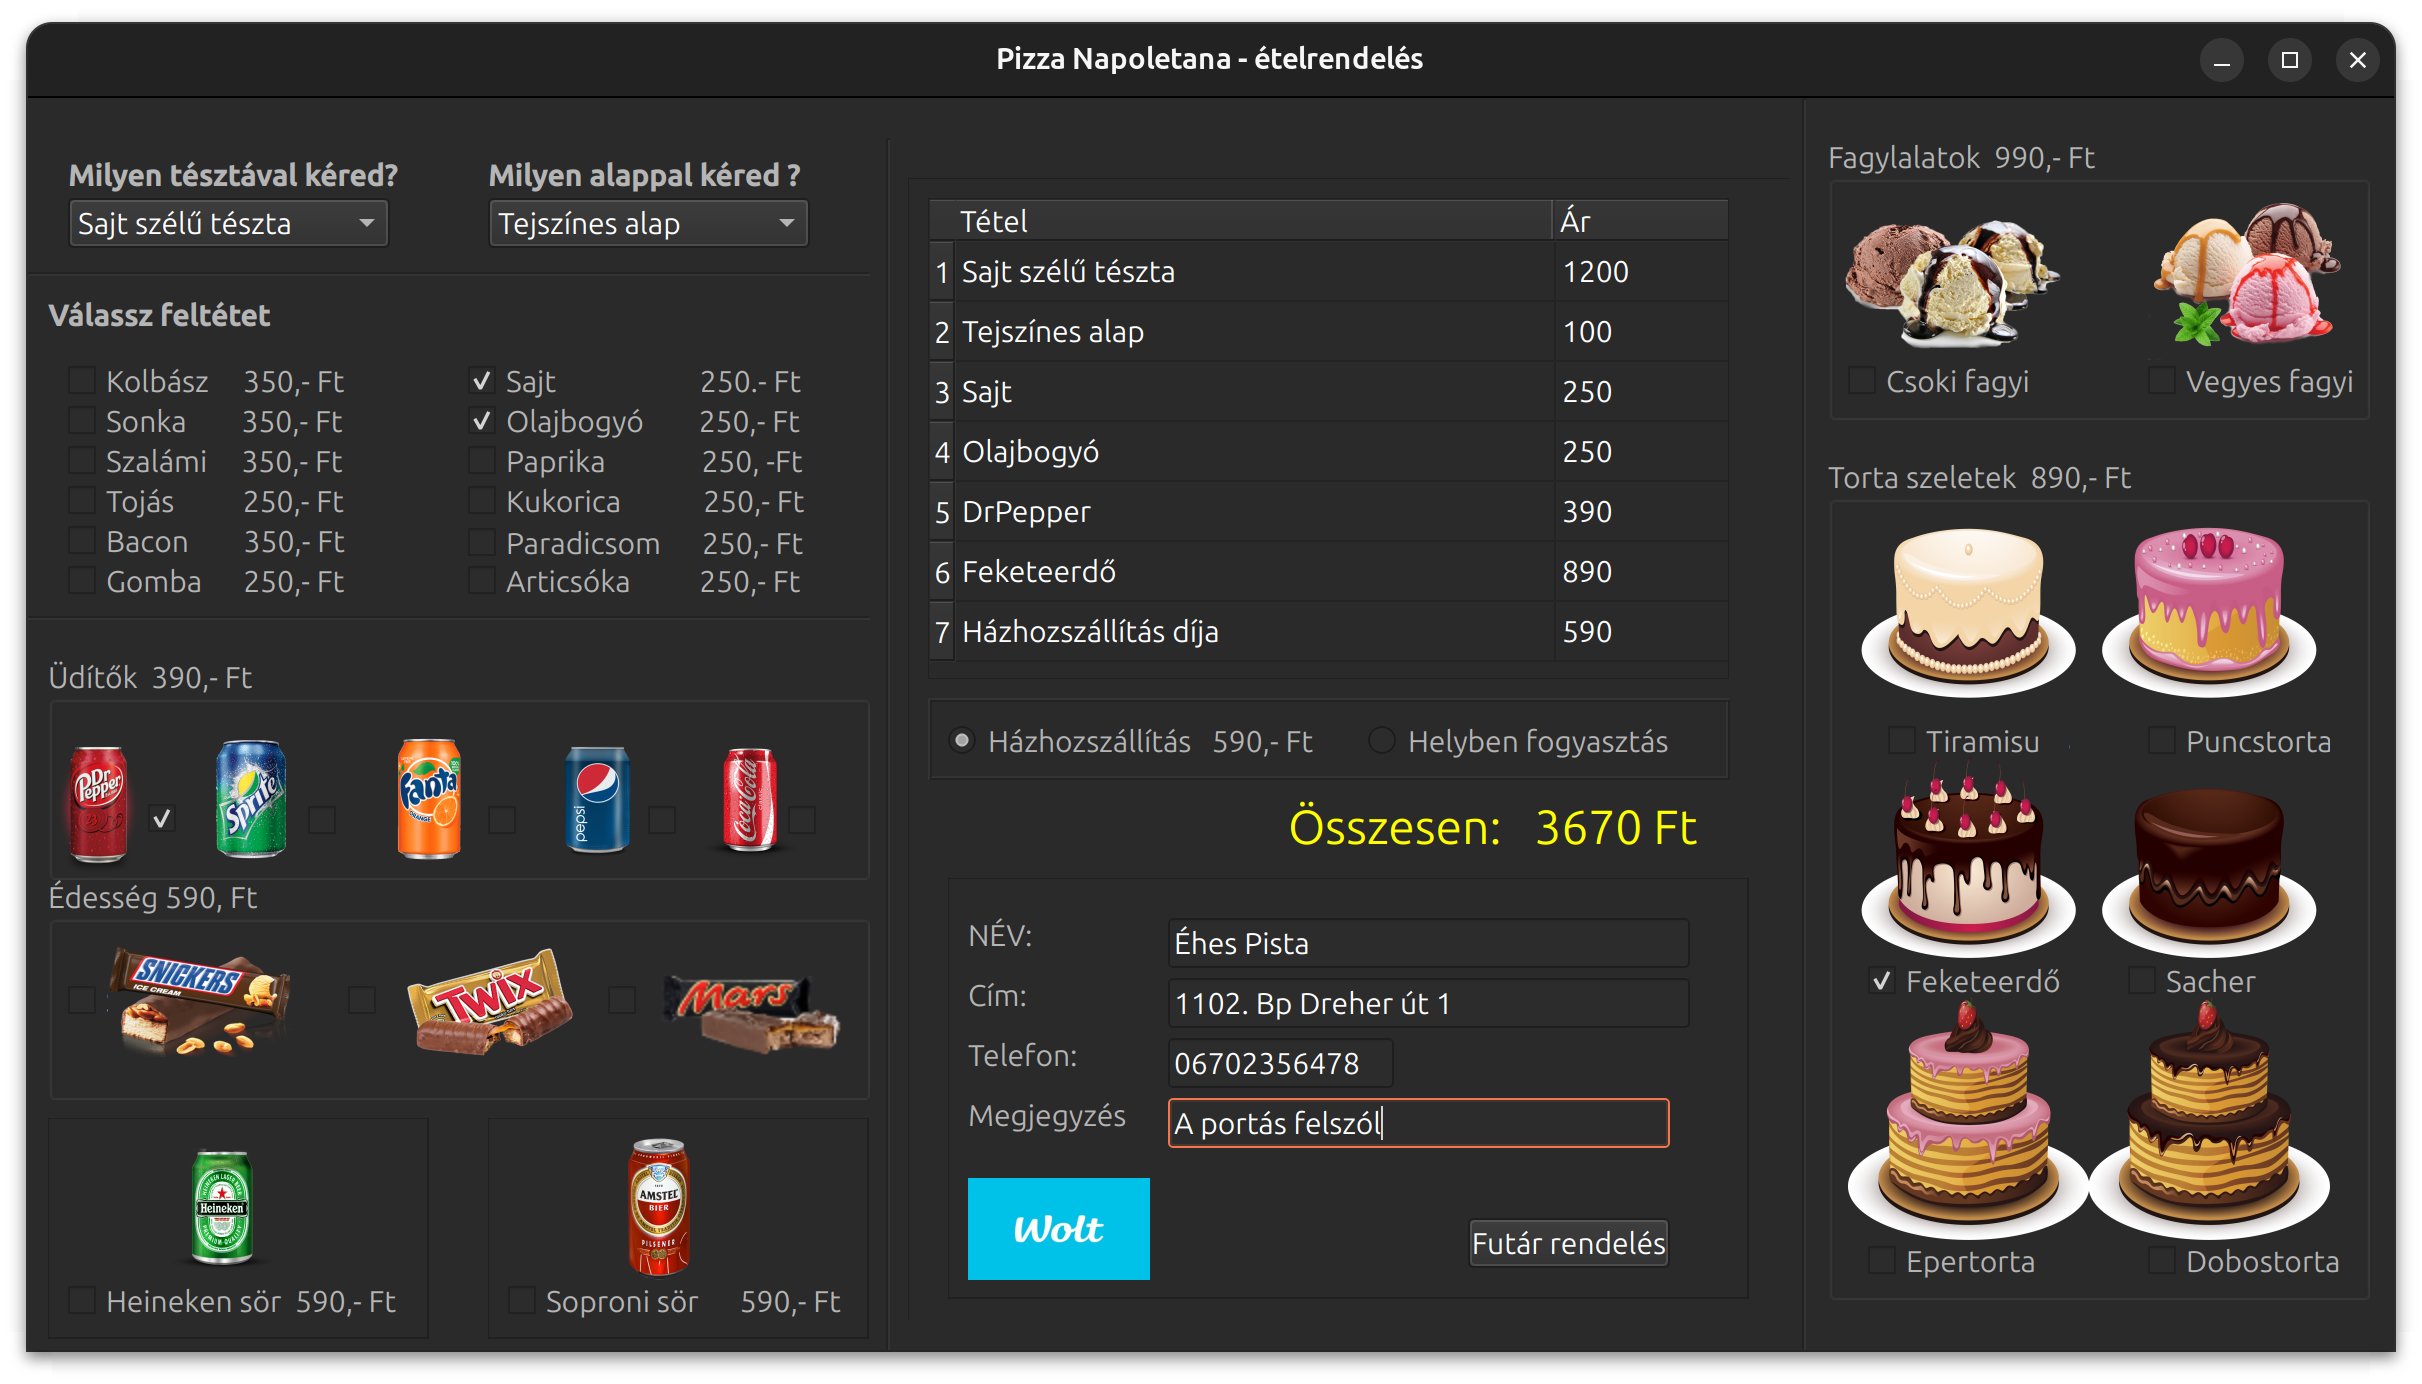 Pizza Napoletana - ételrendelés
Milyen tésztával kéred?
Sajt szélű tészta
Milyen alappal kéred ?
Tejszínes alap
Válassz feltétet
Kolbász 350,- Ft
Sonka 350,- Ft
Szalámi 350,- Ft
Tojás 250,- Ft
Bacon 350,- Ft
Gomba 250,- Ft
Sajt 250.- Ft
Olajbogyó 250,- Ft
Paprika 250, -Ft
Kukorica 250,- Ft
Paradicsom 250,- Ft
Articsóka 250,- Ft
Üdítők 390,- Ft
Dr Pepper
Sprite
Fanta
ORANGE
pepsi
Coca-Cola
classic
Édesség 590, Ft
SNICKERS
ICE CREAM
TWIX
Mars
Heineken
PREMIUM QUALITY
Heineken sör 590,- Ft
AMSTEL
BIER
PILSENER
Soproni sör 590,- Ft
Tétel Ár
1 Sajt szélű tészta 1200
2 Tejszínes alap 100
3 Sajt 250
4 Olajbogyó 250
5 DrPepper 390
6 Feketeerdő 890
7 Házhozszállítás díja 590
Házhozszállítás 590,- Ft
Helyben fogyasztás
Összesen: 3670 Ft
NÉV: Éhes Pista
Cím: 1102. Bp Dreher út 1
Telefon: 06702356478
Megjegyzés A portás felszól
Wolt
Futár rendelés
Fagylalatok 990,- Ft
Csoki fagyi
Vegyes fagyi
Torta szeletek 890,- Ft
Tiramisu
Puncstorta
Feketeerdő
Sacher
Epertorta
Dobostorta